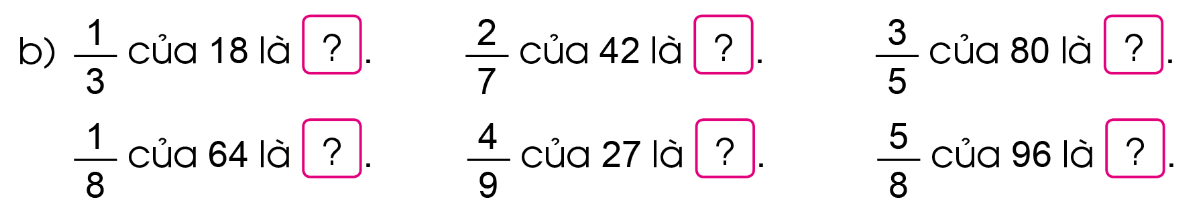 b) 1/3 của 18 là ?. 2/7 của 42 là ?. 3/5 của 80 là ?.
1/8 của 64 là ?. 4/9 của 27 là ?. 5/8 của 96 là ?.